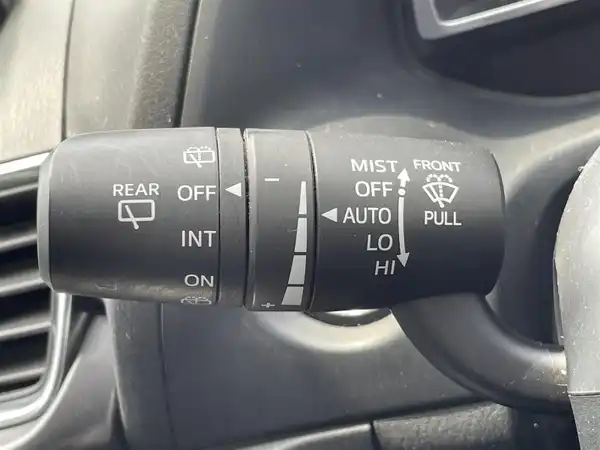 REAR
OFF
INT
ON
−
+
MIST
OFF
AUTO
LO
HI
FRONT
PULL